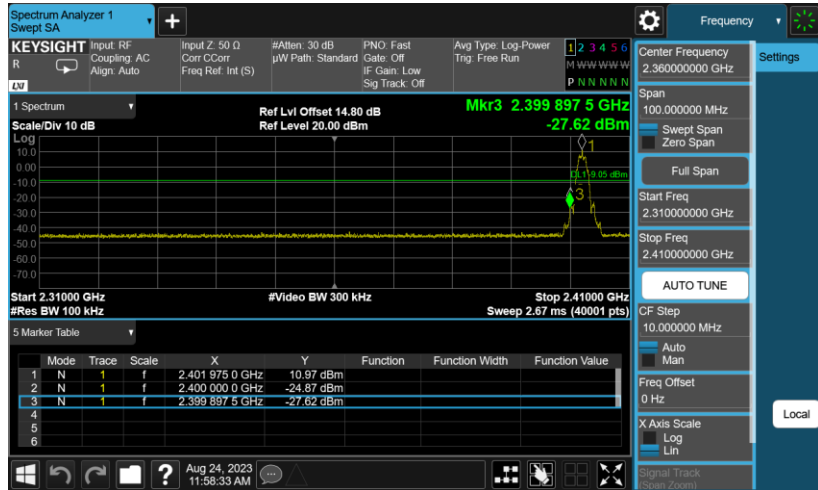 Spectrum Analyzer 1
Swept SA
+
Frequency
KEYSIGHT
R
LXI
Input: RF
Coupling: AC
Align: Auto
Input Z: 50 Ω
Corr CCorr
Freq Ref: Int (S)
#Atten: 30 dB
µW Path: Standard
PNO: Fast
Gate: Off
IF Gain: Low
Sig Track: Off
Avg Type: Log-Power
Trig: Free Run
1 2 3 4 5 6
M W W W W W
P N N N N N
1 Spectrum
Scale/Div 10 dB
Ref Lvl Offset 14.80 dB
Ref Level 20.00 dBm
Mkr3 2.399 897 5 GHz
-27.62 dBm
Log
10.0
0.00
-10.0
-20.0
-30.0
-40.0
-50.0
-60.0
-70.0
1
DL1 -9.05 dBm
3
Start 2.31000 GHz
#Res BW 100 kHz
#Video BW 300 kHz
Stop 2.41000 GHz
Sweep 2.67 ms (40001 pts)
5 Marker Table
Mode Trace Scale X Y Function Function Width Function Value
1 N 1 f 2.401 975 0 GHz 10.97 dBm
2 N 1 f 2.400 000 0 GHz -24.87 dBm
3 N 1 f 2.399 897 5 GHz -27.62 dBm
4
5
6
Center Frequency
2.360000000 GHz
Settings
Span
100.000000 MHz
Swept Span
Zero Span
Full Span
Start Freq
2.310000000 GHz
Stop Freq
2.410000000 GHz
AUTO TUNE
CF Step
10.000000 MHz
Auto
Man
Freq Offset
0 Hz
X Axis Scale
Log
Lin
Local
Signal Track
(Span Zoom)
?
Aug 24, 2023
11:58:33 AM